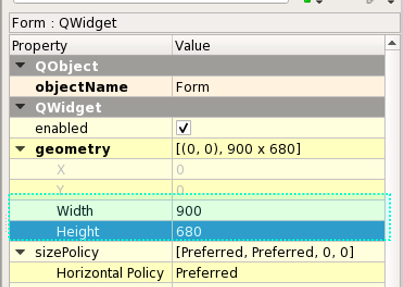 Form : QWidget
Property Value
QObject
objectName Form
QWidget
enabled
geometry [(0, 0), 900 x 680]
X 0
Y 0
Width 900
Height 680
sizePolicy [Preferred, Preferred, 0, 0]
Horizontal Policy Preferred